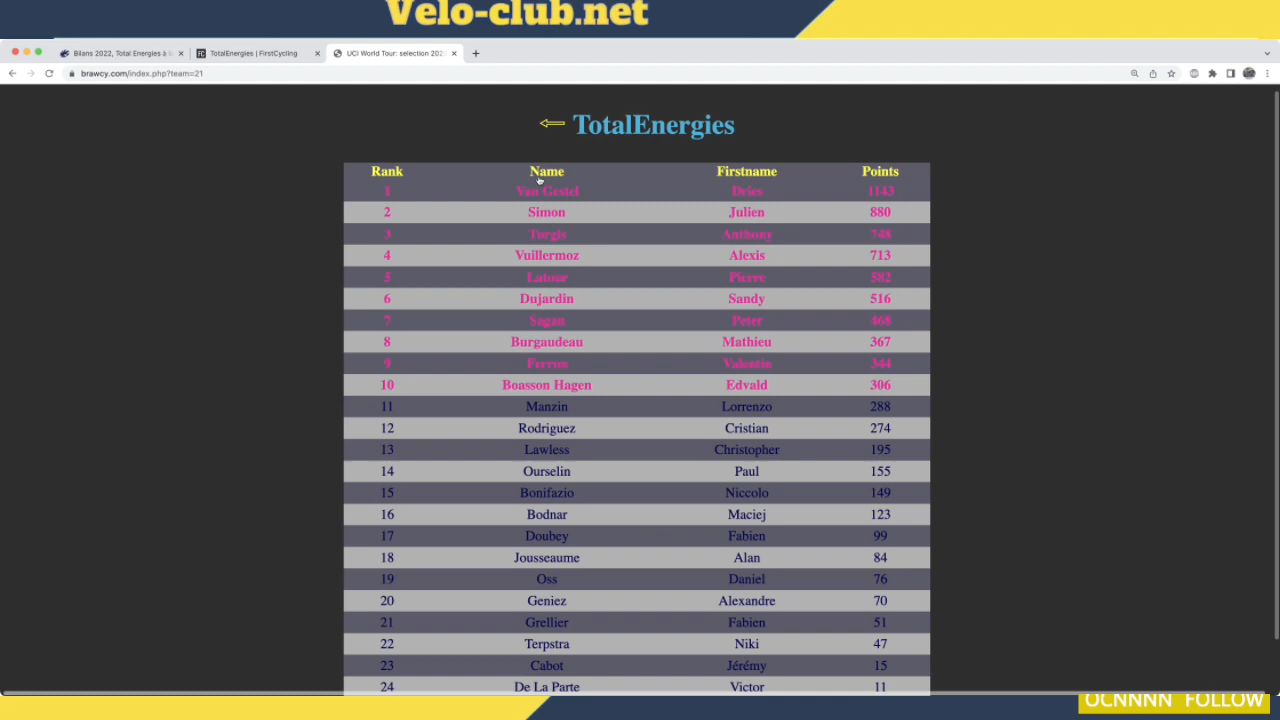 Velo-club.net
Bilans 2022, Total Energies à l
TotalEnergies | FirstCycling
UCI World Tour: selection 202
brawcy.com/index.php?team=21
TotalEnergies
Rank Name Firstname Points
1 Van Gestel Dries 1143
2 Simon Julien 880
3 Turgis Anthony 748
4 Vuillermoz Alexis 713
5 Latour Pierre 582
6 Dujardin Sandy 516
7 Sagan Peter 468
8 Burgaudeau Mathieu 367
9 Ferron Valentin 344
10 Boasson Hagen Edvald 306
11 Manzin Lorrenzo 288
12 Rodriguez Cristian 274
13 Lawless Christopher 195
14 Ourselin Paul 155
15 Bonifazio Niccolo 149
16 Bodnar Maciej 123
17 Doubey Fabien 99
18 Jousseaume Alan 84
19 Oss Daniel 76
20 Geniez Alexandre 70
21 Grellier Fabien 51
22 Terpstra Niki 47
23 Cabot Jérémy 15
24 De La Parte Victor 11
OCNNNN FOLLOW